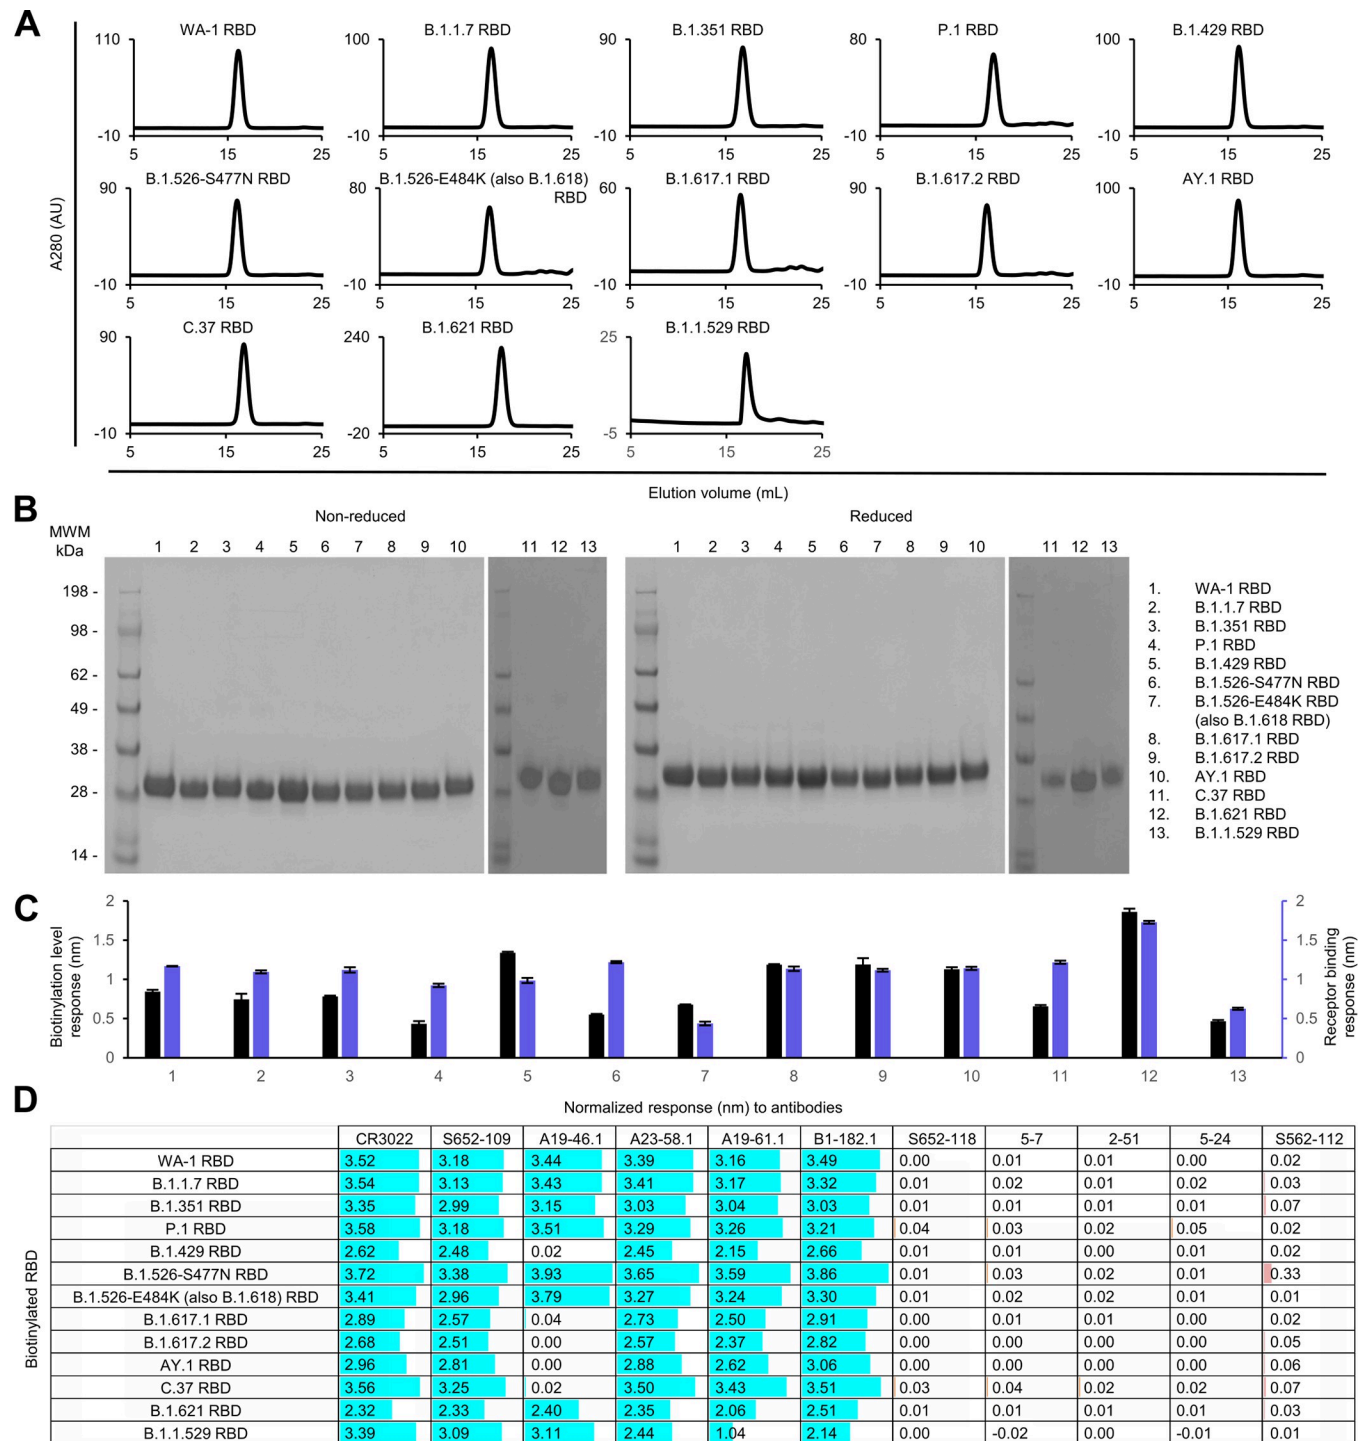 A
WA-1 RBD B.1.1.7 RBD B.1.351 RBD P.1 RBD B.1.429 RBD
110 100 90 80 100
-10 -10 -10 -10 -10
5 15 25 5 15 25 5 15 25 5 15 25 5 15 25
B.1.526-S477N RBD B.1.526-E484K (also B.1.618) RBD B.1.617.1 RBD B.1.617.2 RBD AY.1 RBD
90 80 60 90 100
-10 -10 -10 -10 -10
5 15 25 5 15 25 5 15 25 5 15 25 5 15 25
C.37 RBD B.1.621 RBD B.1.1.529 RBD
90 240 25
-10 -20 -5
5 15 25 5 15 25 5 15 25
A280 (AU)
Elution volume (mL)
B
Non-reduced Reduced
MWM
kDa
1 2 3 4 5 6 7 8 9 10 11 12 13 1 2 3 4 5 6 7 8 9 10 11 12 13
198 -
98 -
62 -
49 -
38 -
28 -
14 -
1. WA-1 RBD
2. B.1.1.7 RBD
3. B.1.351 RBD
4. P.1 RBD
5. B.1.429 RBD
6. B.1.526-S477N RBD
7. B.1.526-E484K RBD
(also B.1.618 RBD)
8. B.1.617.1 RBD
9. B.1.617.2 RBD
10. AY.1 RBD
11. C.37 RBD
12. B.1.621 RBD
13. B.1.1.529 RBD
C
Biotinylation level
response (nm)
2 2
1.5 1.5
1 1
0.5 0.5
0 0
Receptor binding
response (nm)
1 2 3 4 5 6 7 8 9 10 11 12 13
D
Normalized response (nm) to antibodies
Biotinylated RBD
CR3022 S652-109 A19-46.1 A23-58.1 A19-61.1 B1-182.1 S652-118 5-7 2-51 5-24 S562-112
WA-1 RBD 3.52 3.18 3.44 3.39 3.16 3.49 0.00 0.01 0.01 0.00 0.02
B.1.1.7 RBD 3.54 3.13 3.43 3.41 3.17 3.32 0.01 0.02 0.01 0.02 0.03
B.1.351 RBD 3.35 2.99 3.15 3.03 3.04 3.03 0.01 0.01 0.01 0.01 0.07
P.1 RBD 3.58 3.18 3.51 3.29 3.26 3.21 0.04 0.03 0.02 0.05 0.02
B.1.429 RBD 2.62 2.48 0.02 2.45 2.15 2.66 0.01 0.01 0.00 0.01 0.02
B.1.526-S477N RBD 3.72 3.38 3.93 3.65 3.59 3.86 0.01 0.03 0.02 0.01 0.33
B.1.526-E484K (also B.1.618) RBD 3.41 2.96 3.79 3.27 3.24 3.30 0.01 0.02 0.02 0.01 0.01
B.1.617.1 RBD 2.89 2.57 0.04 2.73 2.50 2.91 0.00 0.01 0.01 0.00 0.02
B.1.617.2 RBD 2.68 2.51 0.00 2.57 2.37 2.82 0.01 0.00 0.00 0.00 0.05
AY.1 RBD 2.96 2.81 0.00 2.88 2.62 3.06 0.00 0.00 0.00 0.00 0.06
C.37 RBD 3.56 3.25 0.02 3.50 3.43 3.51 0.03 0.04 0.02 0.02 0.07
B.1.621 RBD 2.32 2.33 2.40 2.35 2.06 2.51 0.01 0.01 0.01 0.01 0.03
B.1.1.529 RBD 3.39 3.09 3.11 2.44 1.04 2.14 0.00 -0.02 0.00 -0.01 0.01